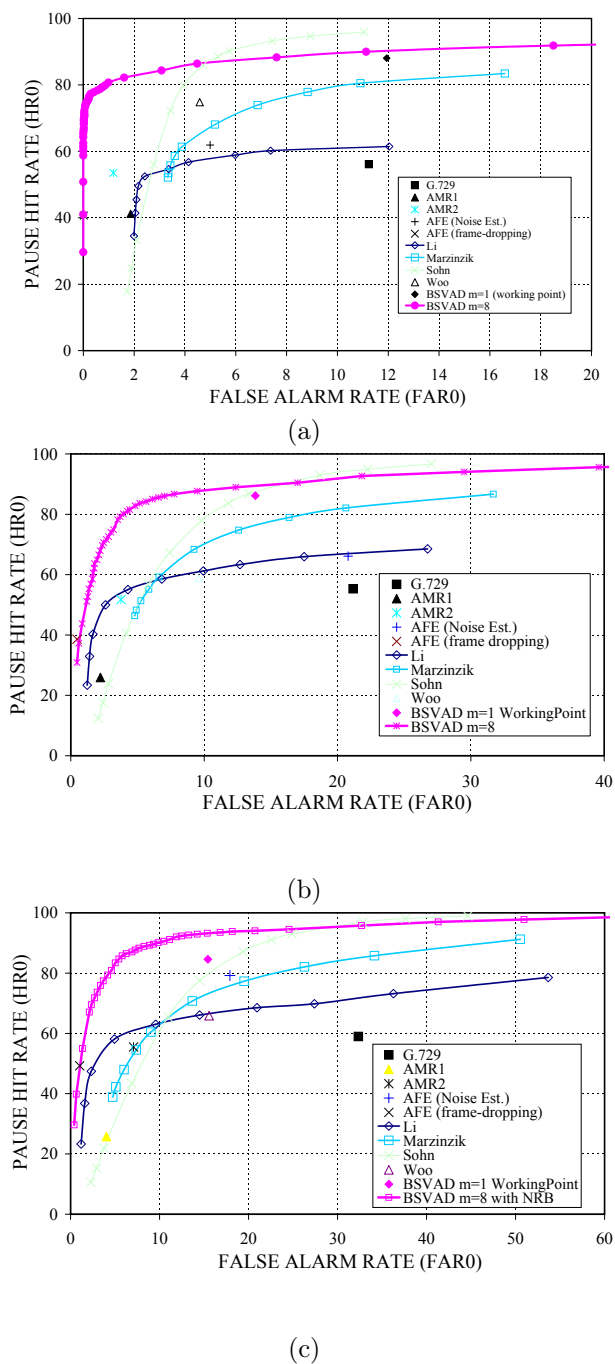 100
80
60
40
20
0
PAUSE HIT RATE (HR0)
G.729
AMR1
AMR2
AFE (Noise Est.)
AFE (frame-dropping)
Li
Marzinzik
Sohn
Woo
BSVAD m=1 (working point)
BSVAD m=8
0 2 4 6 8 10 12 14 16 18 20
FALSE ALARM RATE (FAR0)
(a)
100
80
60
40
20
0
PAUSE HIT RATE (HR0)
G.729
AMR1
AMR2
AFE (Noise Est.)
AFE (frame dropping)
Li
Marzinzik
Sohn
Woo
BSVAD m=1 WorkingPoint
BSVAD m=8
0 10 20 30 40
FALSE ALARM RATE (FAR0)
(b)
100
80
60
40
20
0
PAUSE HIT RATE (HR0)
G.729
AMR1
AMR2
AFE (Noise Est.)
AFE (frame-dropping)
Li
Marzinzik
Sohn
Woo
BSVAD m=1 WorkingPoint
BSVAD m=8 with NRB
0 10 20 30 40 50 60
FALSE ALARM RATE (FAR0)
(c)